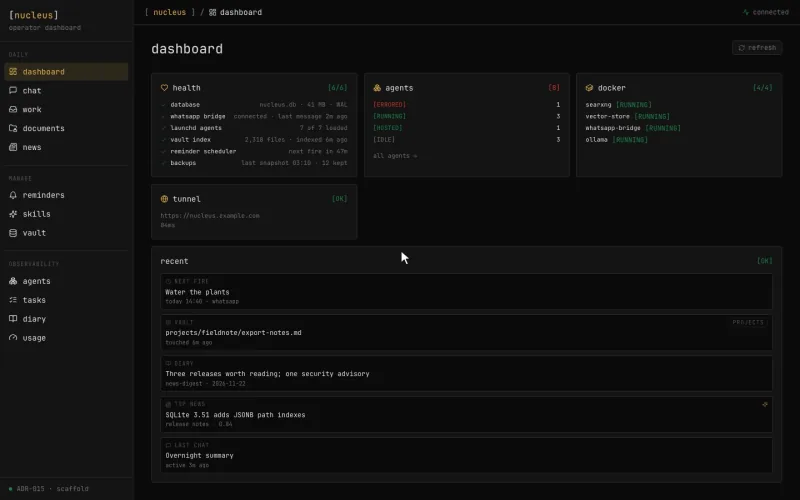 [nucleus]
operator dashboard
DAILY
dashboard
chat
work
documents
news
MANAGE
reminders
skills
vault
OBSERVABILITY
agents
tasks
diary
usage
ADR-015 · scaffold
[ nucleus ] / dashboard
connected
dashboard
refresh
health [6/6]
database nucleus.db · 41 MB · WAL
whatsapp bridge connected · last message 2m ago
launchd agents 7 of 7 loaded
vault index 2,318 files · indexed 6m ago
reminder scheduler next fire in 47m
backups last snapshot 03:10 · 12 kept
agents [8]
[ERRORED] 1
[RUNNING] 3
[HOSTED] 1
[IDLE] 3
all agents →
docker [4/4]
searxng [RUNNING]
vector-store [RUNNING]
whatsapp-bridge [RUNNING]
ollama [RUNNING]
tunnel [OK]
https://nucleus.example.com
84ms
recent [OK]
NEXT FIRE
Water the plants
today 14:40 · whatsapp
VAULT
projects/fieldnote/export-notes.md
touched 6m ago
PROJECTS
DIARY
Three releases worth reading; one security advisory
news-digest · 2026-11-22
TOP NEWS
SQLite 3.51 adds JSONB path indexes
release notes · 0.84
LAST CHAT
Overnight summary
active 3m ago